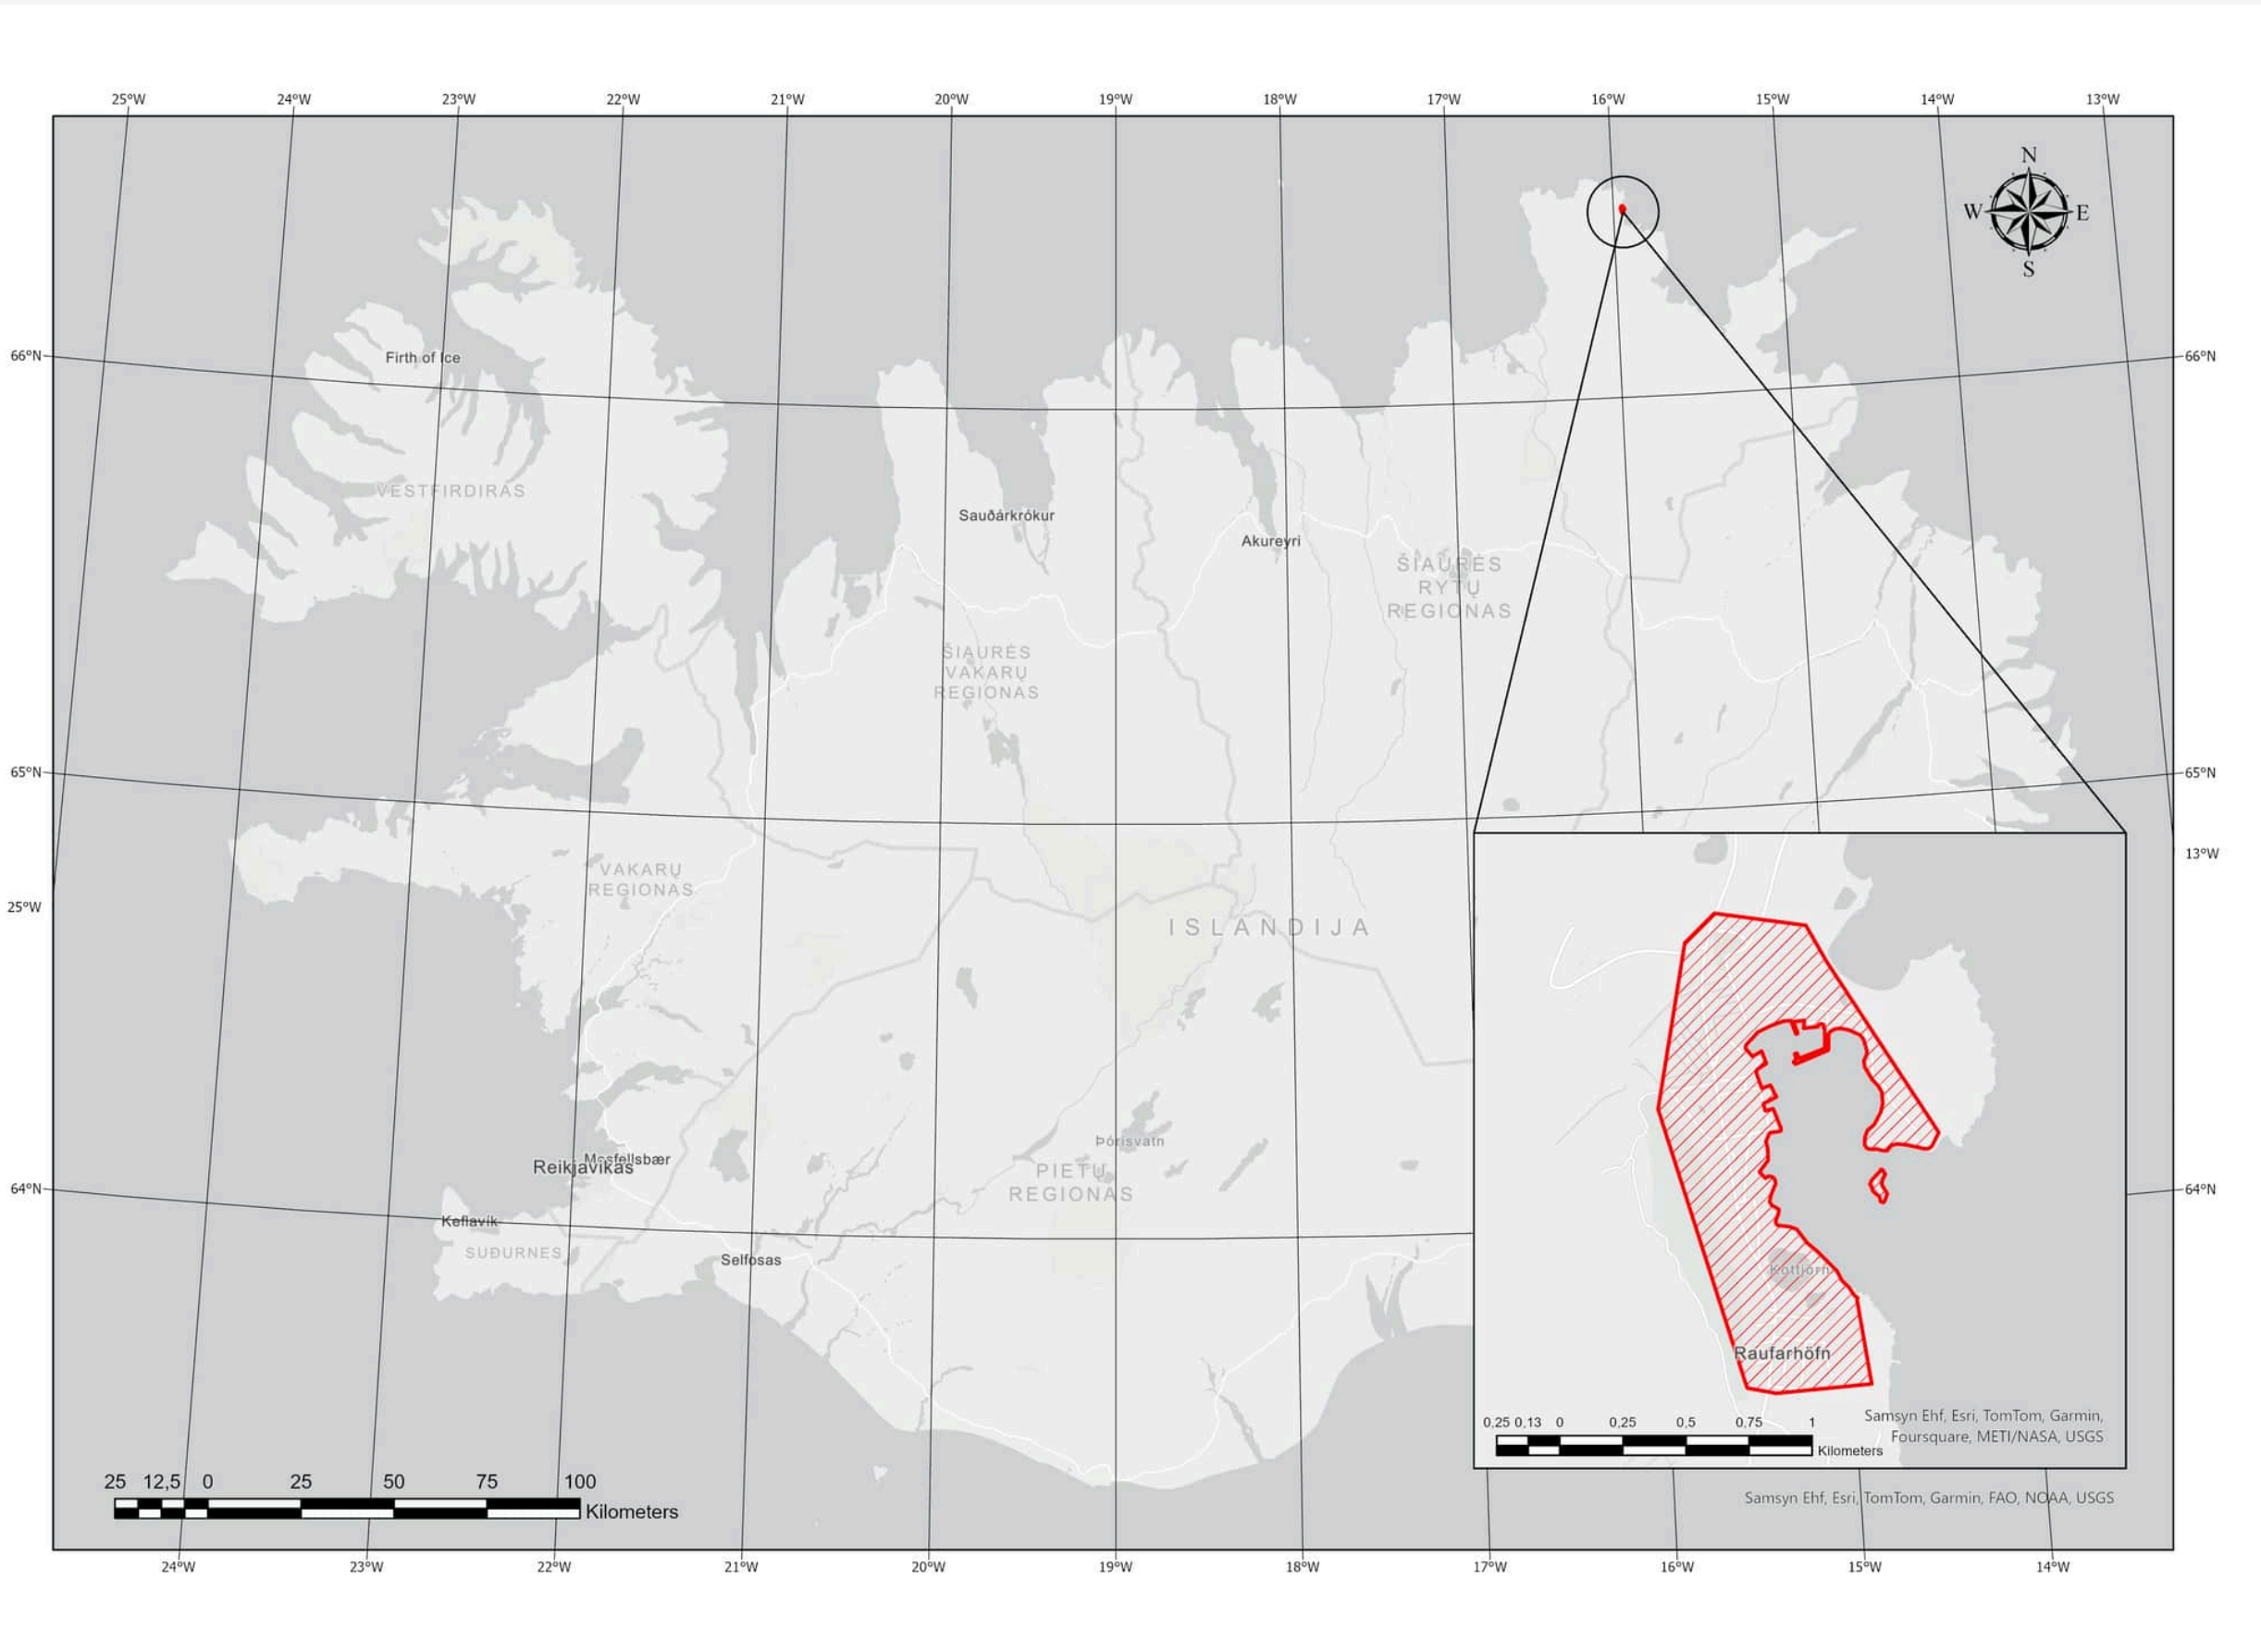 25°W 24°W 23°W 22°W 21°W 20°W 19°W 18°W 17°W 16°W 15°W 14°W 13°W
N
W E
S
66°N
66°N
Firth of Ice
VESTFIRDIRAS
Sauðárkrókur
Akureyri
ŠIAURĖS
RYTŲ
REGIONAS
ŠIAURĖS
VAKARŲ
REGIONAS
65°N
65°N
13°W
VAKARŲ
REGIONAS
25°W
ISLANDIJA
Þórisvatn
Mosfellsbær
Reikjavikas
PIETŲ
REGIONAS
64°N
64°N
Keflavík
SUÐURNES
Selfosas
Kottjörn
Raufarhöfn
0,25 0,13 0 0,25 0,5 0,75 1
Kilometers
Samsyn Ehf, Esri, TomTom, Garmin,
Foursquare, METI/NASA, USGS
25 12,5 0 25 50 75 100
Kilometers
Samsyn Ehf, Esri, TomTom, Garmin, FAO, NOAA, USGS
24°W 23°W 22°W 21°W 20°W 19°W 18°W 17°W 16°W 15°W 14°W